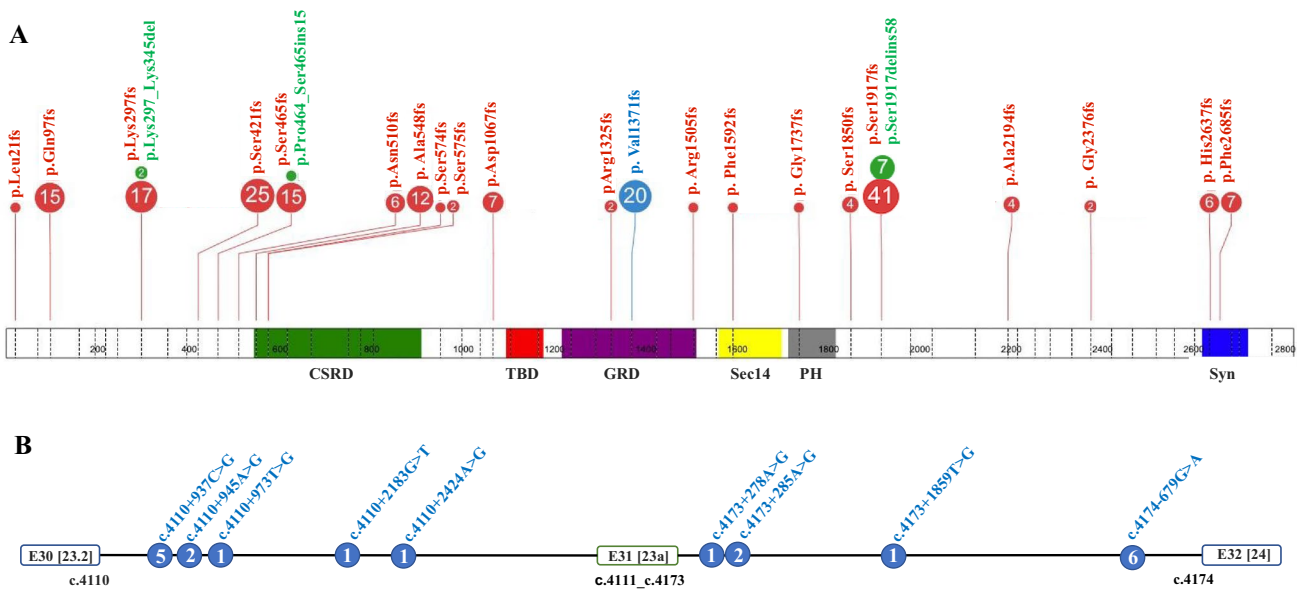 A
p.Leu21fs
p.Gln97fs
p.Lys297fs
p.Lys297_Lys345del
p.Ser421fs
p.Ser465fs
p.Pro464_Ser465ins15
p.Asn510fs
p. Ala548fs
p.Ser574fs
p.Ser575fs
p.Asp1067fs
p.Arg1325fs
p. Val1371fs
p. Arg1505fs
p. Phe1592fs
p. Gly1737fs
p. Ser1850fs
p.Ser1917fs
p.Ser1917delins58
p.Ala2194fs
p. Gly2376fs
p. His2637fs
p.Phe2685fs
2 7
15 17 25 15 6 12 2 7 2 20 4 41 4 2 6 7
200 400 600 800 1000 1200 1400 1600 1800 2000 2200 2400 2600 2800
CSRD TBD GRD Sec14 PH Syn
B
c.4110+937C>G
c.4110+945A>G
c.4110+973T>G
c.4110+2183G>T
c.4110+2424A>G
c.4173+278A>G
c.4173+285A>G
c.4173+1859T>G
c.4174-679G>A
E30 [23.2] 5 2 1 1 1 E31 [23a] 1 2 1 6 E32 [24]
c.4110 c.4111_c.4173 c.4174